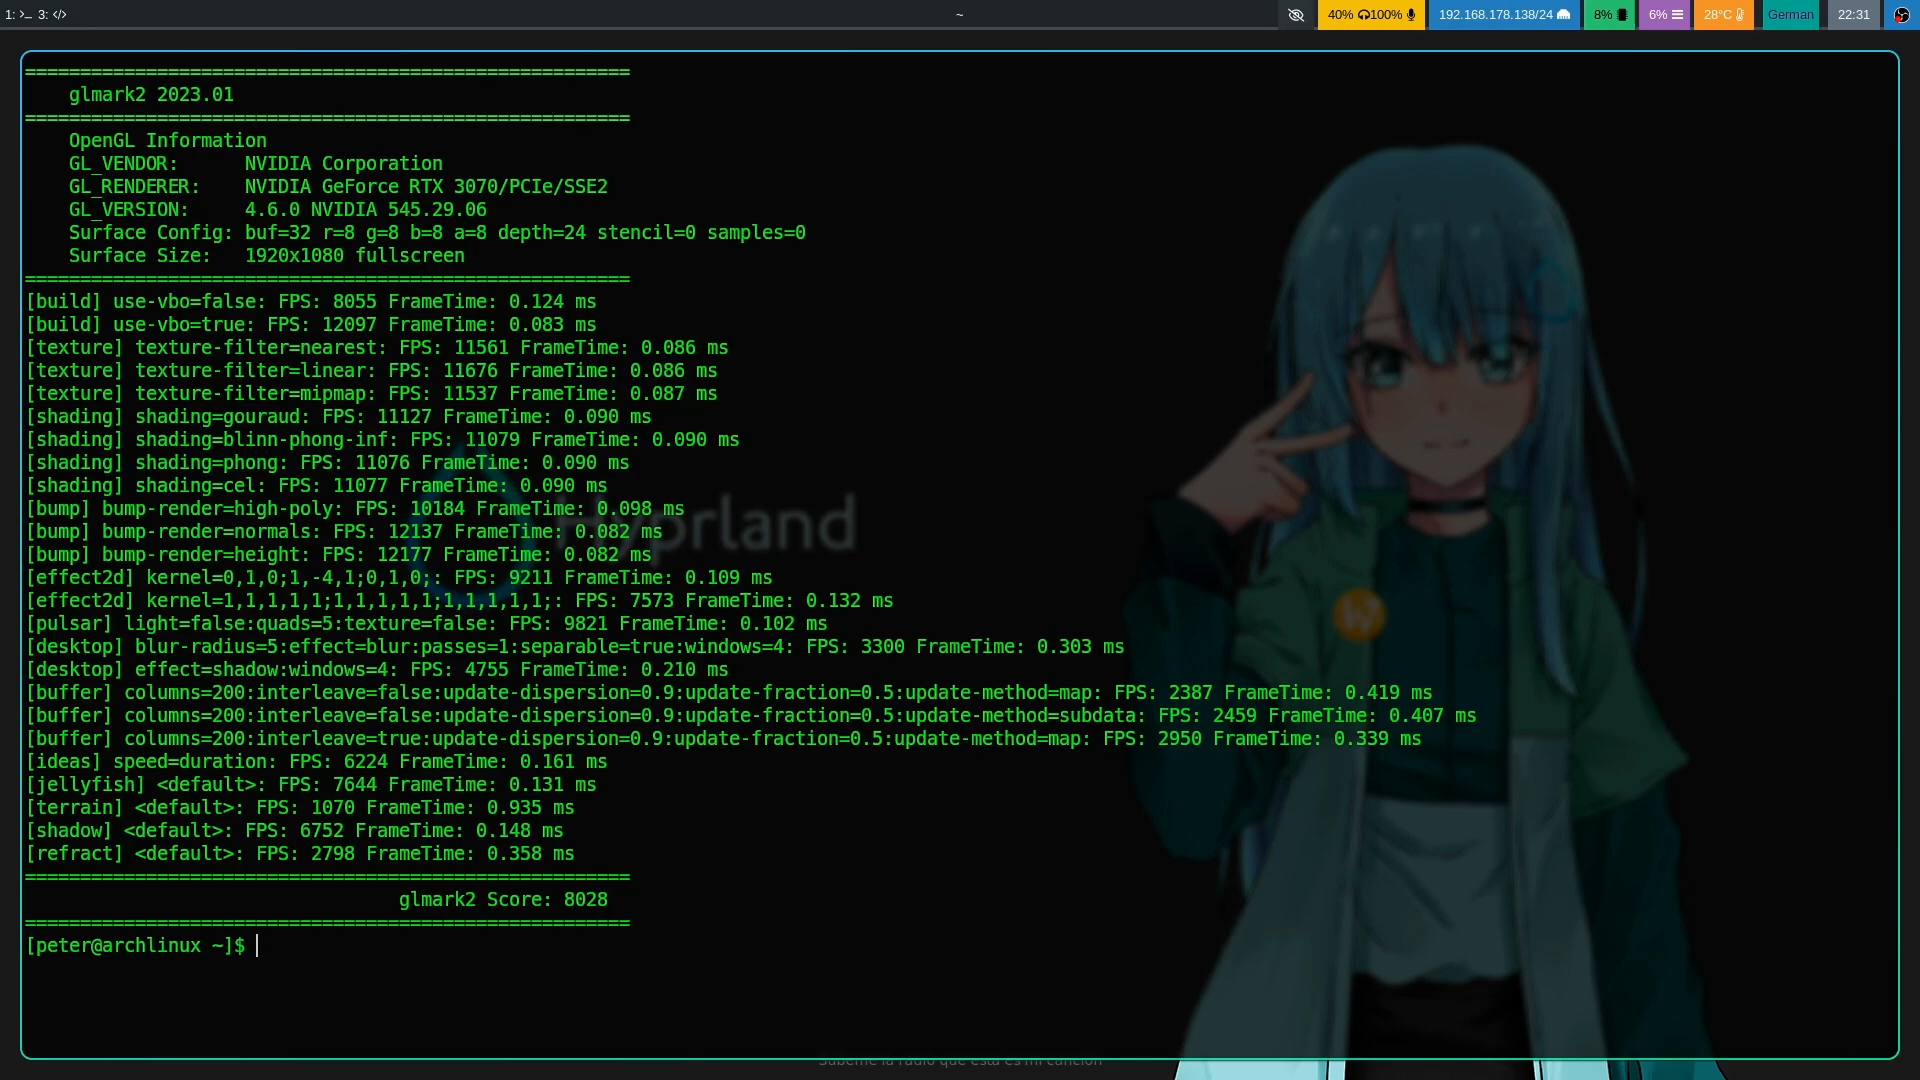 1: >_ 3: </>
~
40% 100%
192.168.178.138/24
8%
6%
28°C
German
22:31
=======================================================
glmark2 2023.01
=======================================================
OpenGL Information
GL_VENDOR: NVIDIA Corporation
GL_RENDERER: NVIDIA GeForce RTX 3070/PCIe/SSE2
GL_VERSION: 4.6.0 NVIDIA 545.29.06
Surface Config: buf=32 r=8 g=8 b=8 a=8 depth=24 stencil=0 samples=0
Surface Size: 1920x1080 fullscreen
=======================================================
[build] use-vbo=false: FPS: 8055 FrameTime: 0.124 ms
[build] use-vbo=true: FPS: 12097 FrameTime: 0.083 ms
[texture] texture-filter=nearest: FPS: 11561 FrameTime: 0.086 ms
[texture] texture-filter=linear: FPS: 11676 FrameTime: 0.086 ms
[texture] texture-filter=mipmap: FPS: 11537 FrameTime: 0.087 ms
[shading] shading=gouraud: FPS: 11127 FrameTime: 0.090 ms
[shading] shading=blinn-phong-inf: FPS: 11079 FrameTime: 0.090 ms
[shading] shading=phong: FPS: 11076 FrameTime: 0.090 ms
[shading] shading=cel: FPS: 11077 FrameTime: 0.090 ms
[bump] bump-render=high-poly: FPS: 10184 FrameTime: 0.098 ms
[bump] bump-render=normals: FPS: 12137 FrameTime: 0.082 ms
[bump] bump-render=height: FPS: 12177 FrameTime: 0.082 ms
[effect2d] kernel=0,1,0;1,-4,1;0,1,0;: FPS: 9211 FrameTime: 0.109 ms
[effect2d] kernel=1,1,1,1,1;1,1,1,1,1;1,1,1,1,1;: FPS: 7573 FrameTime: 0.132 ms
[pulsar] light=false:quads=5:texture=false: FPS: 9821 FrameTime: 0.102 ms
[desktop] blur-radius=5:effect=blur:passes=1:separable=true:windows=4: FPS: 3300 FrameTime: 0.303 ms
[desktop] effect=shadow:windows=4: FPS: 4755 FrameTime: 0.210 ms
[buffer] columns=200:interleave=false:update-dispersion=0.9:update-fraction=0.5:update-method=map: FPS: 2387 FrameTime: 0.419 ms
[buffer] columns=200:interleave=false:update-dispersion=0.9:update-fraction=0.5:update-method=subdata: FPS: 2459 FrameTime: 0.407 ms
[buffer] columns=200:interleave=true:update-dispersion=0.9:update-fraction=0.5:update-method=map: FPS: 2950 FrameTime: 0.339 ms
[ideas] speed=duration: FPS: 6224 FrameTime: 0.161 ms
[jellyfish] <default>: FPS: 7644 FrameTime: 0.131 ms
[terrain] <default>: FPS: 1070 FrameTime: 0.935 ms
[shadow] <default>: FPS: 6752 FrameTime: 0.148 ms
[refract] <default>: FPS: 2798 FrameTime: 0.358 ms
=======================================================
glmark2 Score: 8028
=======================================================
[peter@archlinux ~]$
Hyprland
W
Súbeme la radio que esta es mi canción